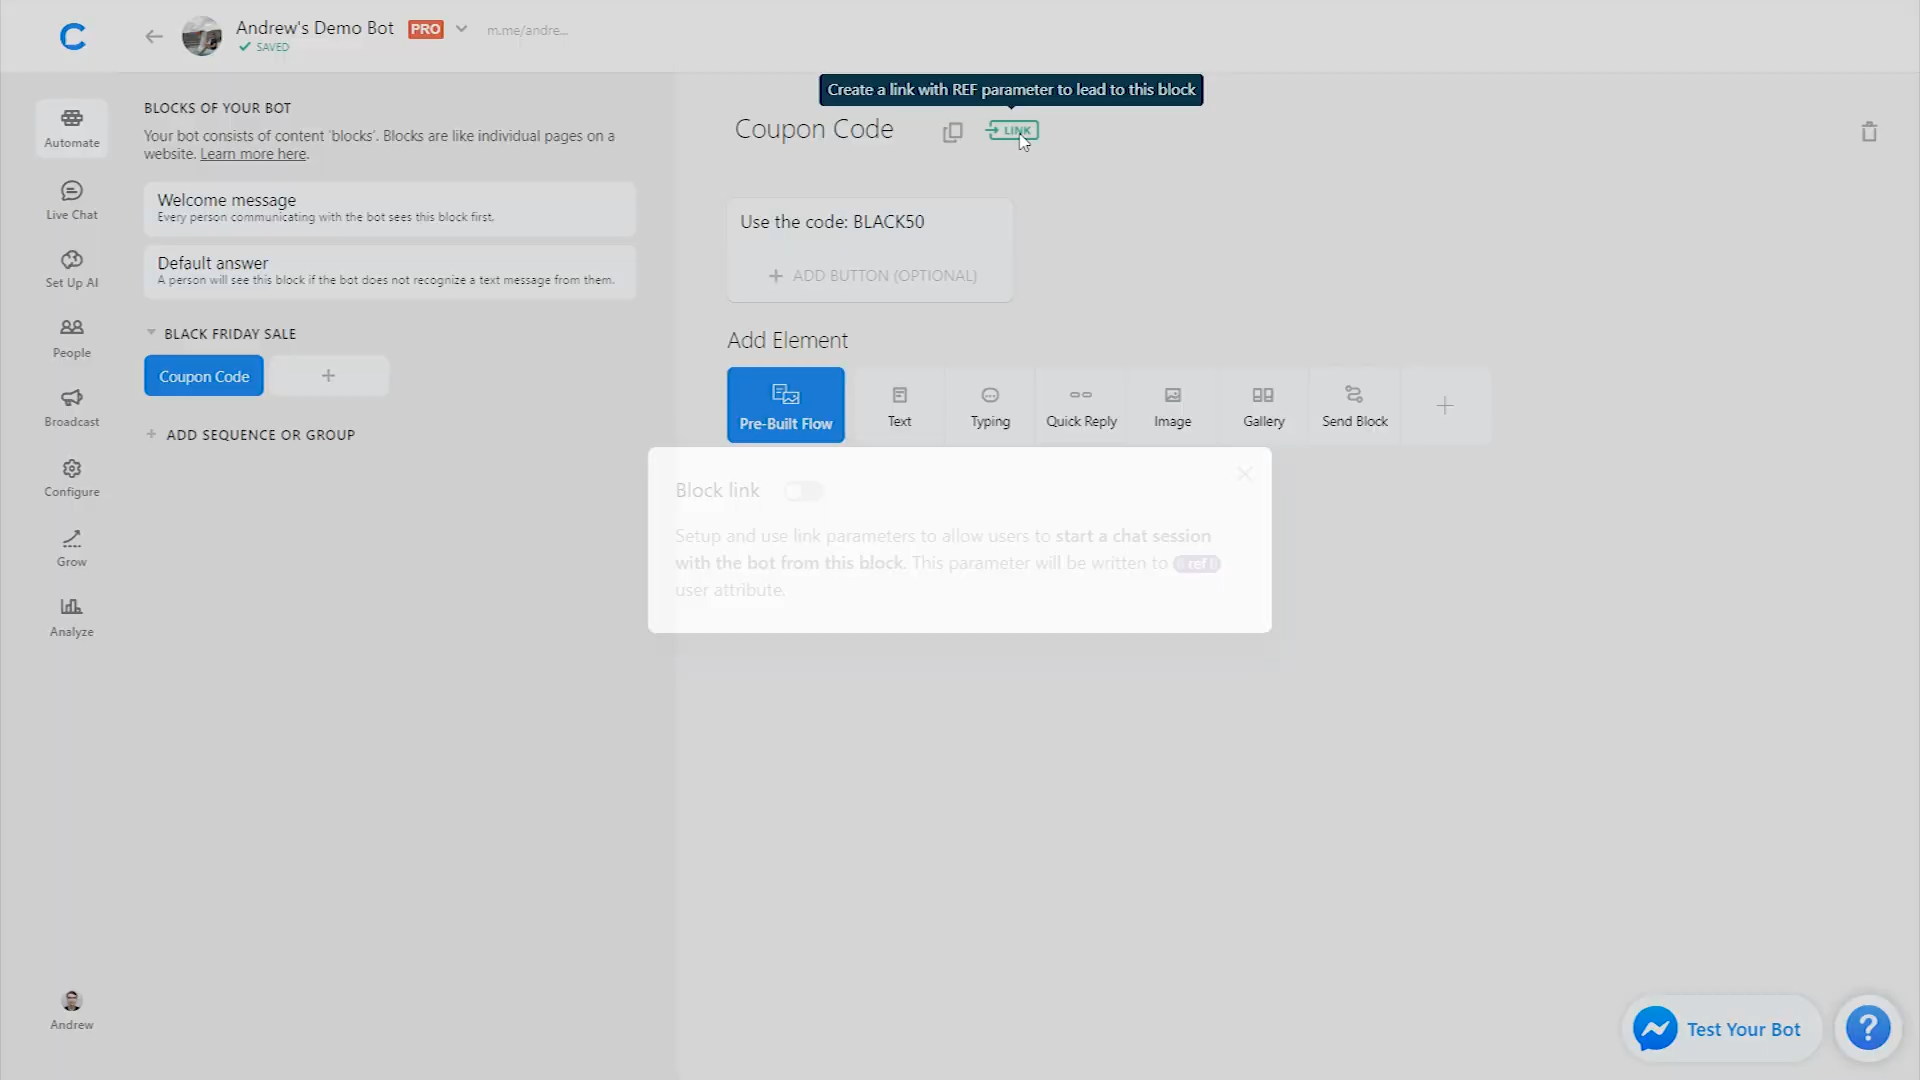 Andrew's Demo Bot PRO
m.me/andre...
SAVED
Create a link with REF parameter to lead to this block
Automate
Live Chat
Set Up AI
People
Broadcast
Configure
Grow
Analyze
Andrew
BLOCKS OF YOUR BOT
Your bot consists of content 'blocks'. Blocks are like individual pages on a
website. Learn more here.
Welcome message
Every person communicating with the bot sees this block first.
Default answer
A person will see this block if the bot does not recognize a text message from them.
BLACK FRIDAY SALE
Coupon Code
+
+ ADD SEQUENCE OR GROUP
Coupon Code
LINK
Use the code: BLACK50
+ ADD BUTTON (OPTIONAL)
Add Element
Pre-Built Flow
Text
Typing
Quick Reply
Image
Gallery
Send Block
+
Block link
Setup and use link parameters to allow users to start a chat session
with the bot from this block. This parameter will be written to {{ref}}
user attribute.
Test Your Bot
?